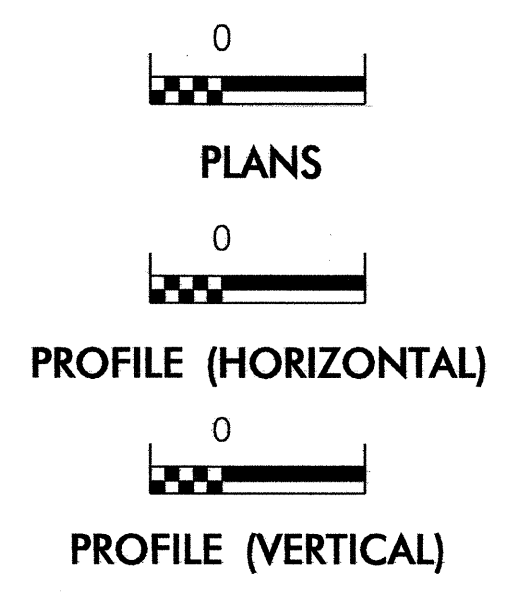 0
PLANS
0
PROFILE (HORIZONTAL)
0
PROFILE (VERTICAL)